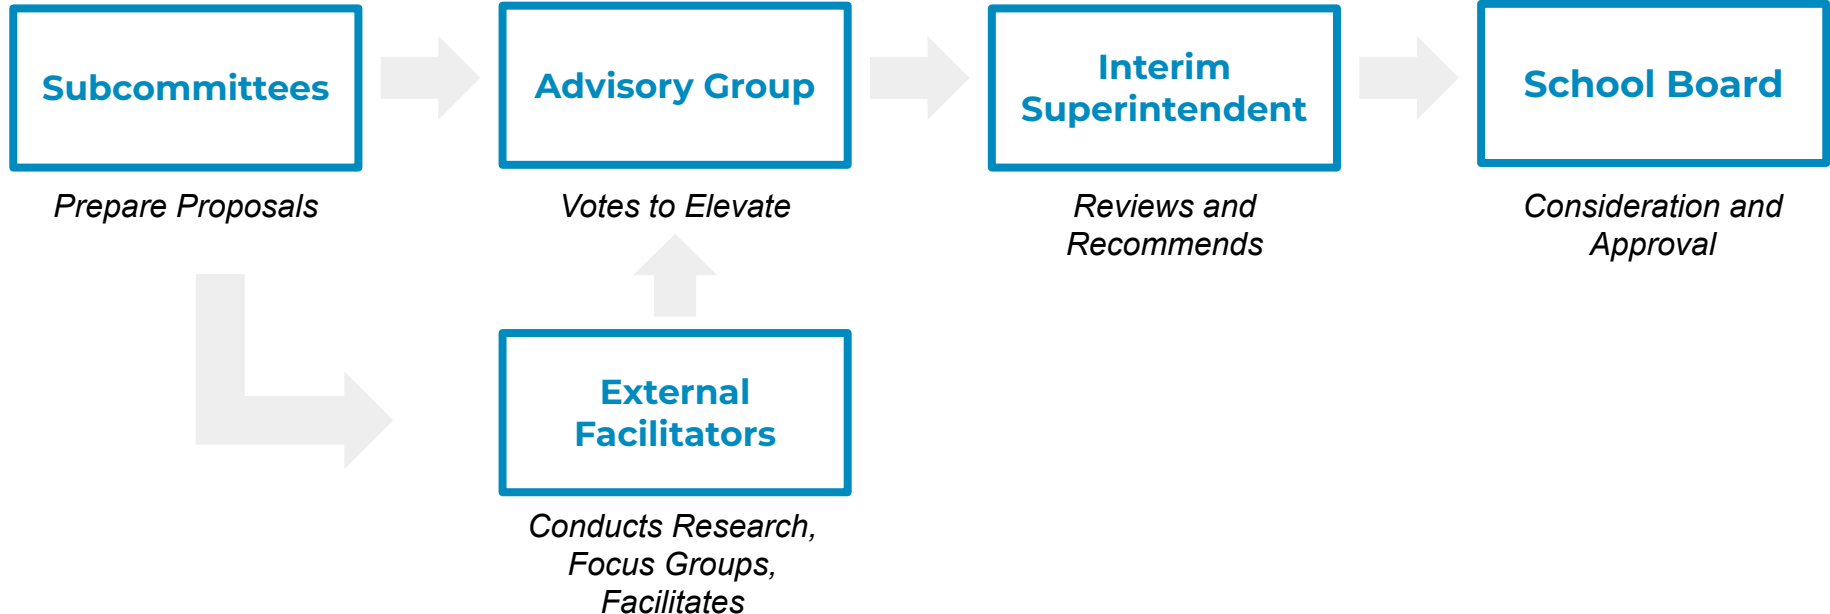 Subcommittees
Prepare Proposals
Advisory Group
Votes to Elevate
Interim
Superintendent
Reviews and
Recommends
School Board
Consideration and
Approval
External
Facilitators
Conducts Research,
Focus Groups,
Facilitates